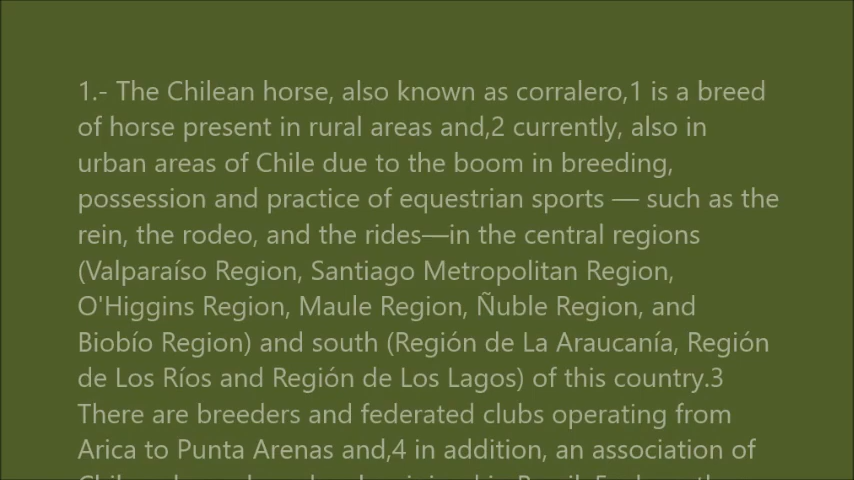 1.- The Chilean horse, also known as corralero,1 is a breed
of horse present in rural areas and,2 currently, also in
urban areas of Chile due to the boom in breeding,
possession and practice of equestrian sports — such as the
rein, the rodeo, and the rides—in the central regions
(Valparaíso Region, Santiago Metropolitan Region,
O'Higgins Region, Maule Region, Ñuble Region, and
Biobío Region) and south (Región de La Araucanía, Región
de Los Ríos and Región de Los Lagos) of this country.3
There are breeders and federated clubs operating from
Arica to Punta Arenas and,4 in addition, an association of